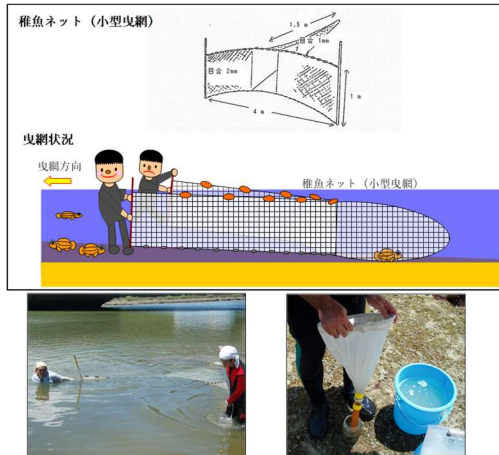 稚魚ネット（小型曳網）
1.5 m
目合 1mm
目合 2mm
1 m
4 m
曳網状況
曳網方向
稚魚ネット（小型曳網）